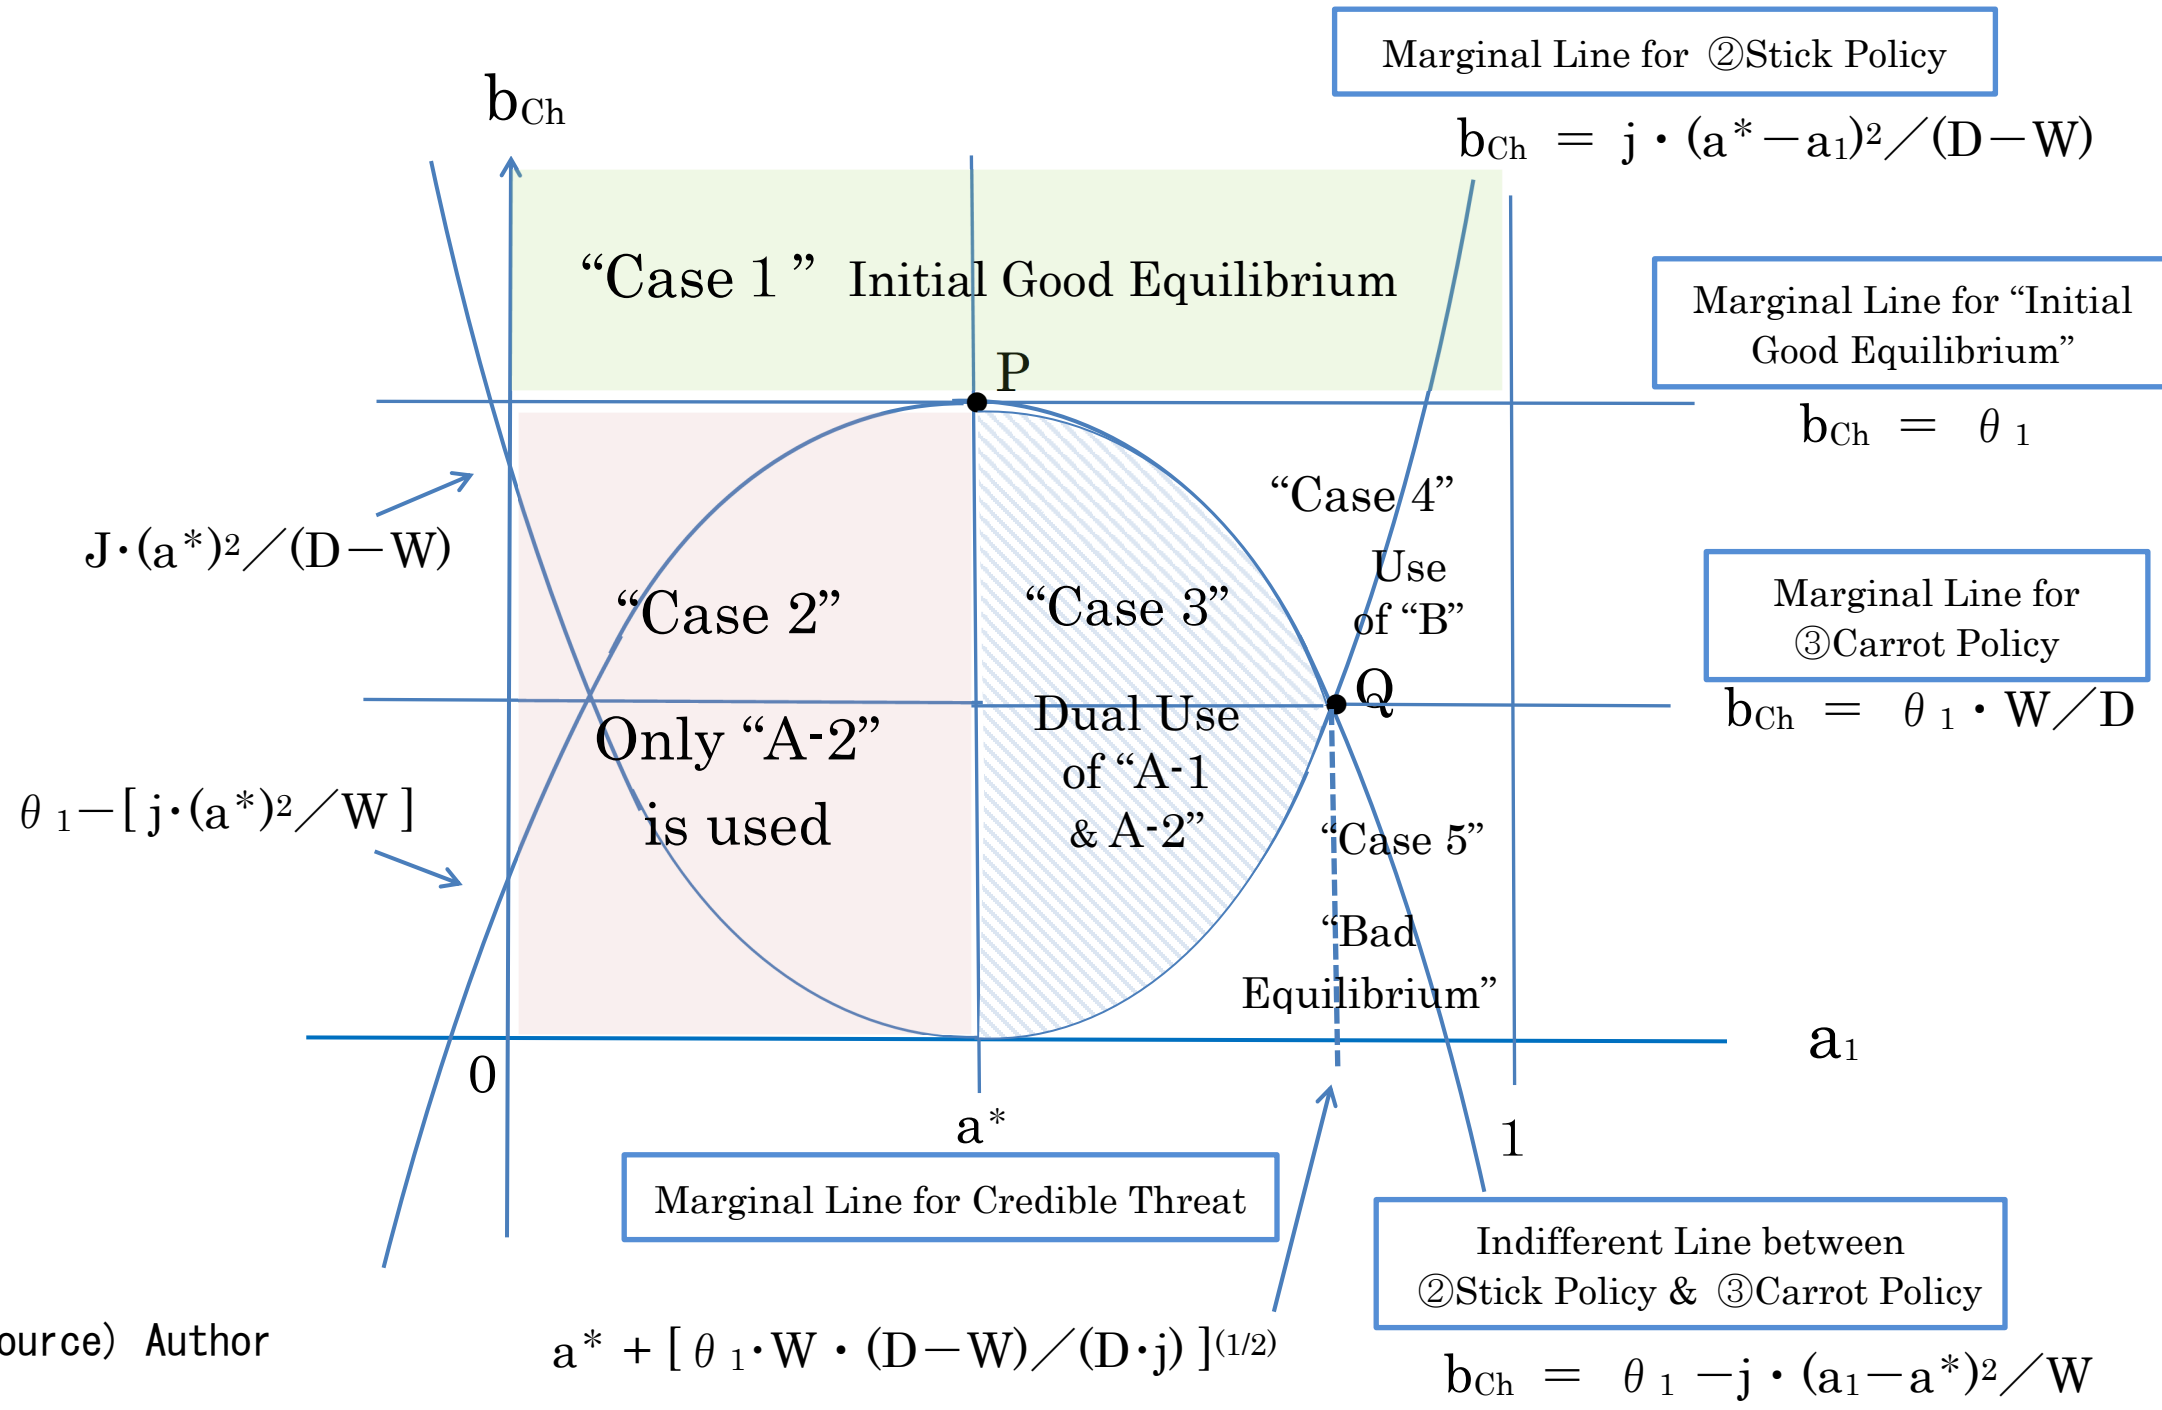 Marginal Line for ②Stick Policy
bCh = j・(a*－a1)2／(D－W)
bCh
“Case 1” Initial Good Equilibrium
Marginal Line for “Initial
Good Equilibrium”
bCh = θ1
P
J・(a*)2／(D－W)
“Case 4”
Use
of “B”
“Case 2”
Only “A-2”
is used
“Case 3”
Dual Use
of “A-1
& A-2”
Q
Marginal Line for
③Carrot Policy
bCh = θ1・W／D
θ1－[ j・(a*)2／W ]
“Case 5”
“Bad
Equilibrium”
a1
0
a*
1
Marginal Line for Credible Threat
Indifferent Line between
②Stick Policy & ③Carrot Policy
ource) Author
a* + [ θ1・W・(D－W)／(D・j) ](1/2)
bCh = θ1 －j・(a1－a*)2／W